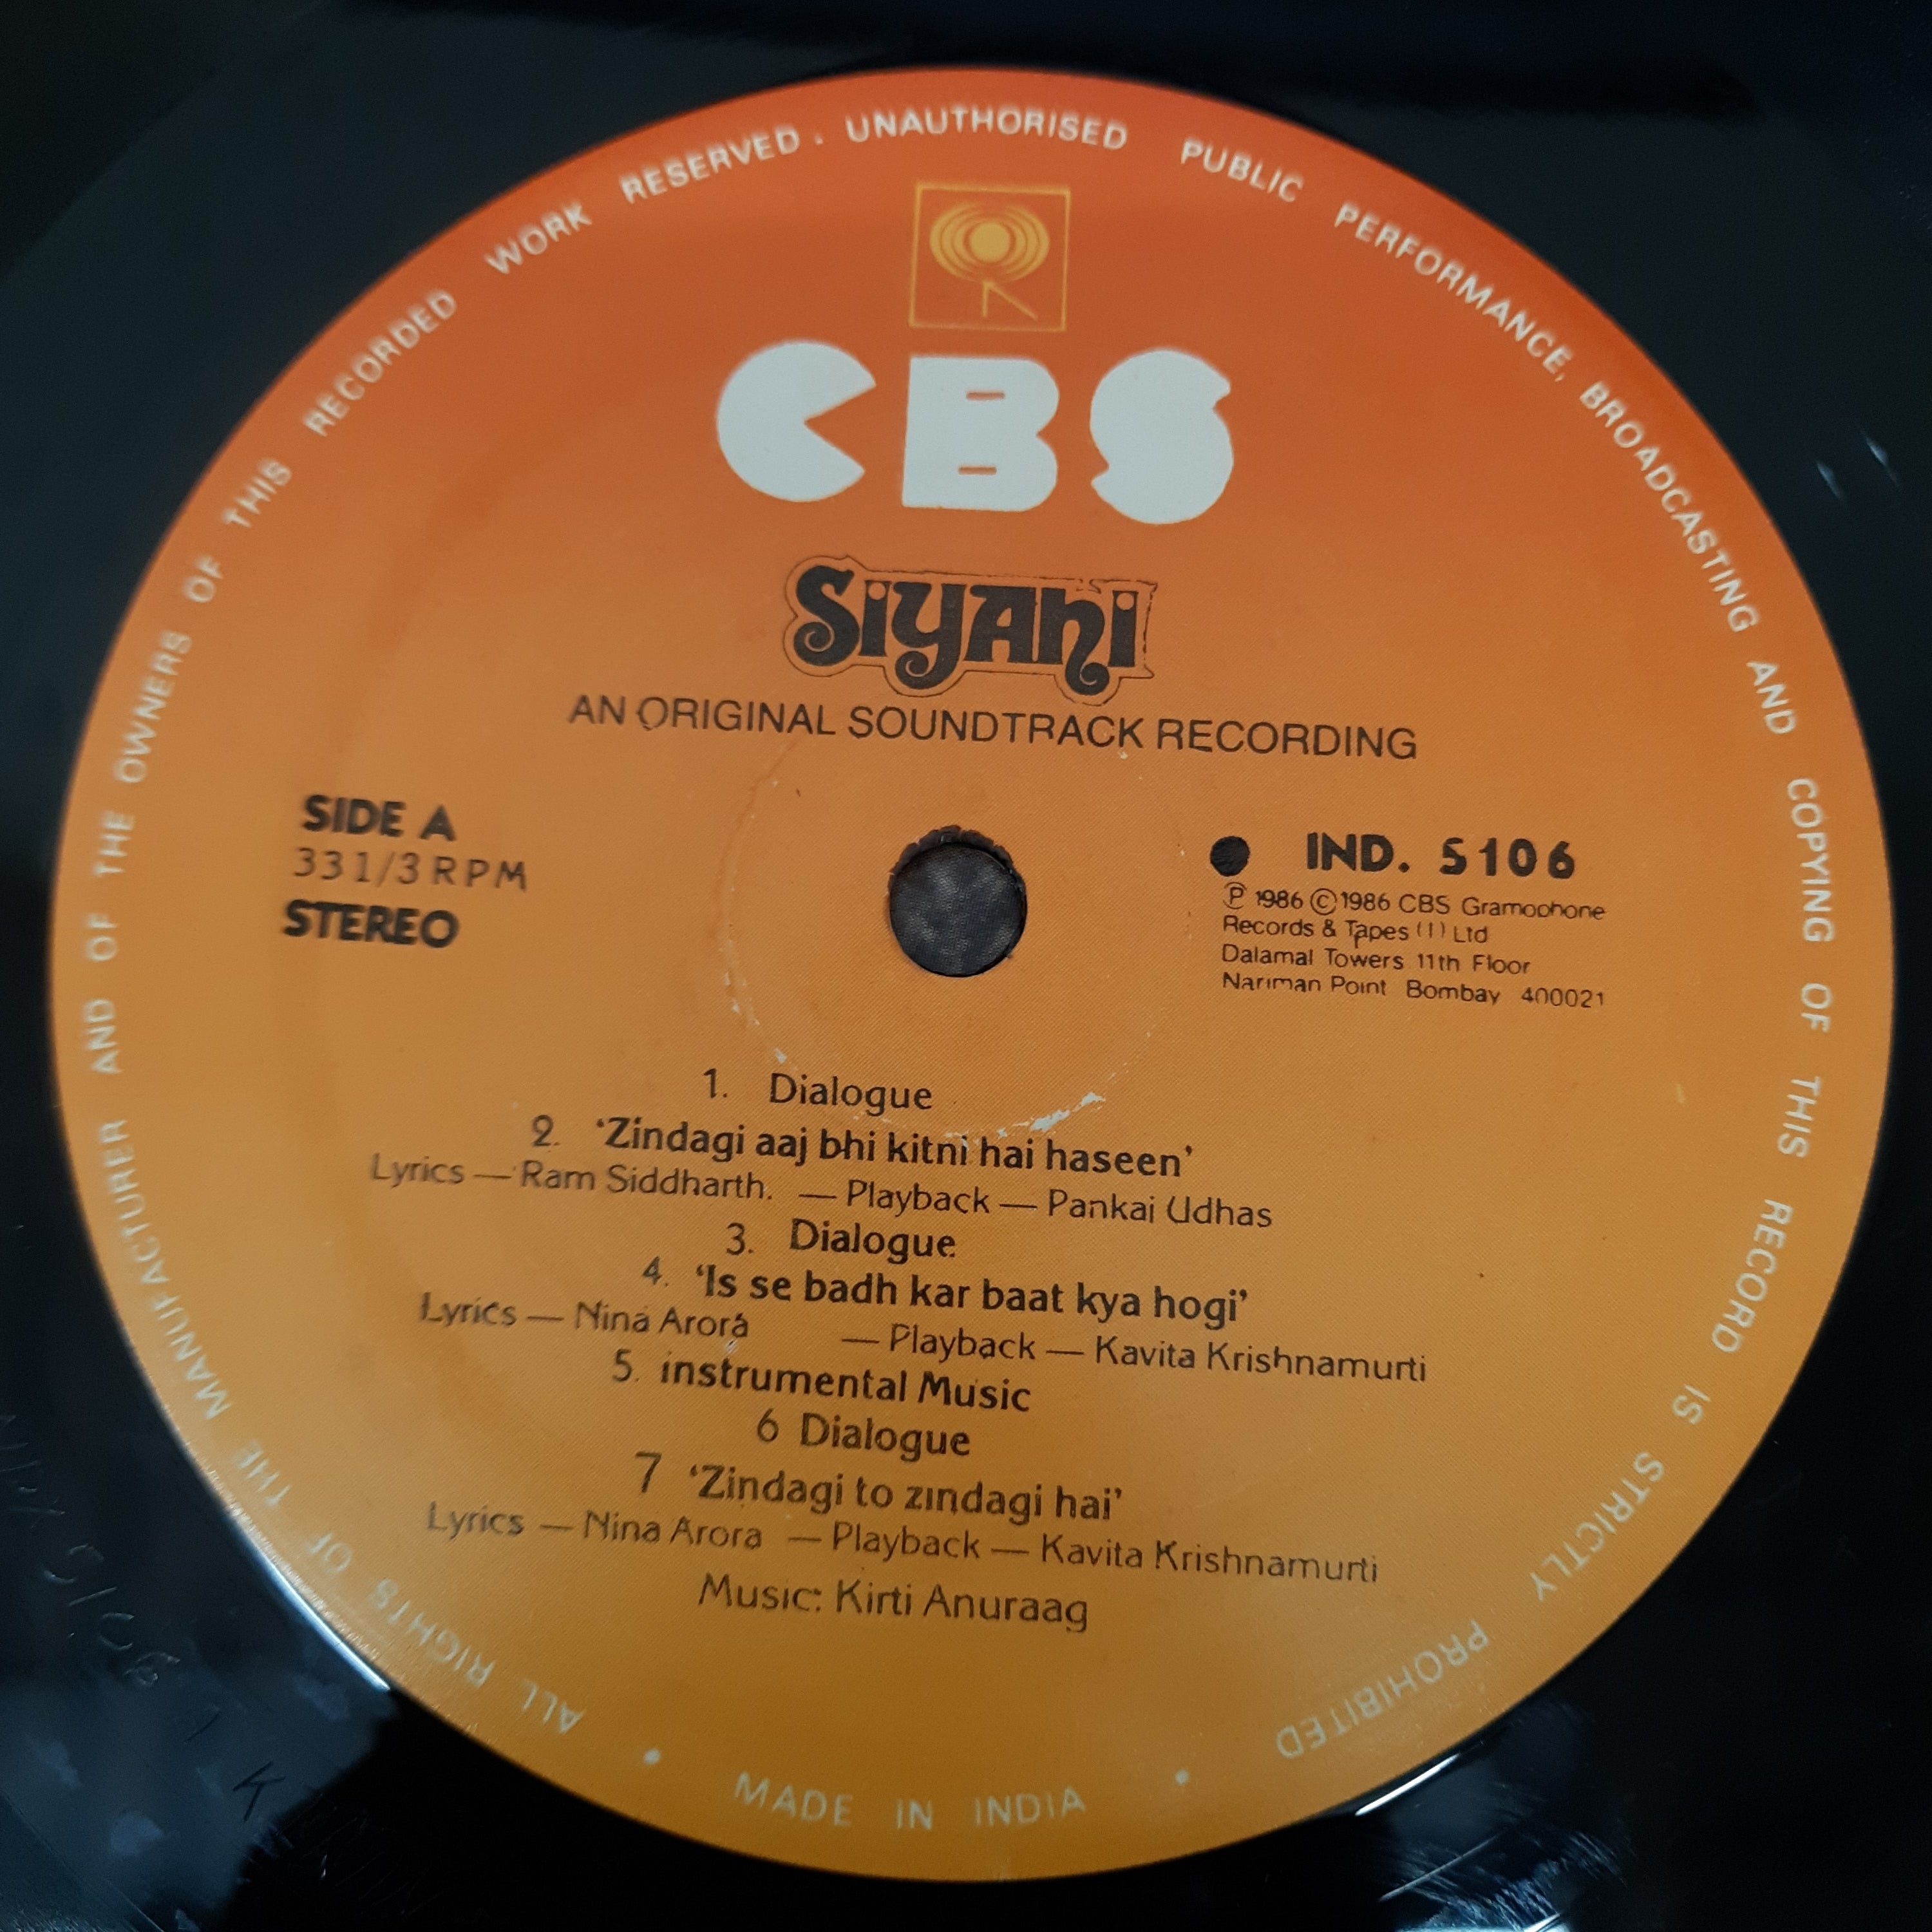 ALL RIGHTS OF THE MANUFACTURER AND OF THE OWNERS OF THIS RECORDED WORK RESERVED. UNAUTHORISED PUBLIC PERFORMANCE, BROADCASTING AND COPYING OF THIS RECORD IS STRICTLY PROHIBITED
CBS
SIYANI
AN ORIGINAL SOUNDTRACK RECORDING
SIDE A
33 1/3 RPM
STEREO
● IND. 5106
℗ 1986 © 1986 CBS Gramophone
Records & Tapes (I) Ltd
Dalamal Towers 11th Floor
Nariman Point Bombay 400021
1. Dialogue
2. ‘Zindagi aaj bhi kitni hai haseen’
Lyrics — Ram Siddharth. — Playback — Pankaj Udhas
3. Dialogue
4. ‘Is se badh kar baat kya hogi’
Lyrics — Nina Arora — Playback — Kavita Krishnamurti
5. instrumental Music
6 Dialogue
7 ‘Zindagi to zindagi hai’
Lyrics — Nina Arora — Playback — Kavita Krishnamurti
Music: Kirti Anuraag
• MADE IN INDIA •